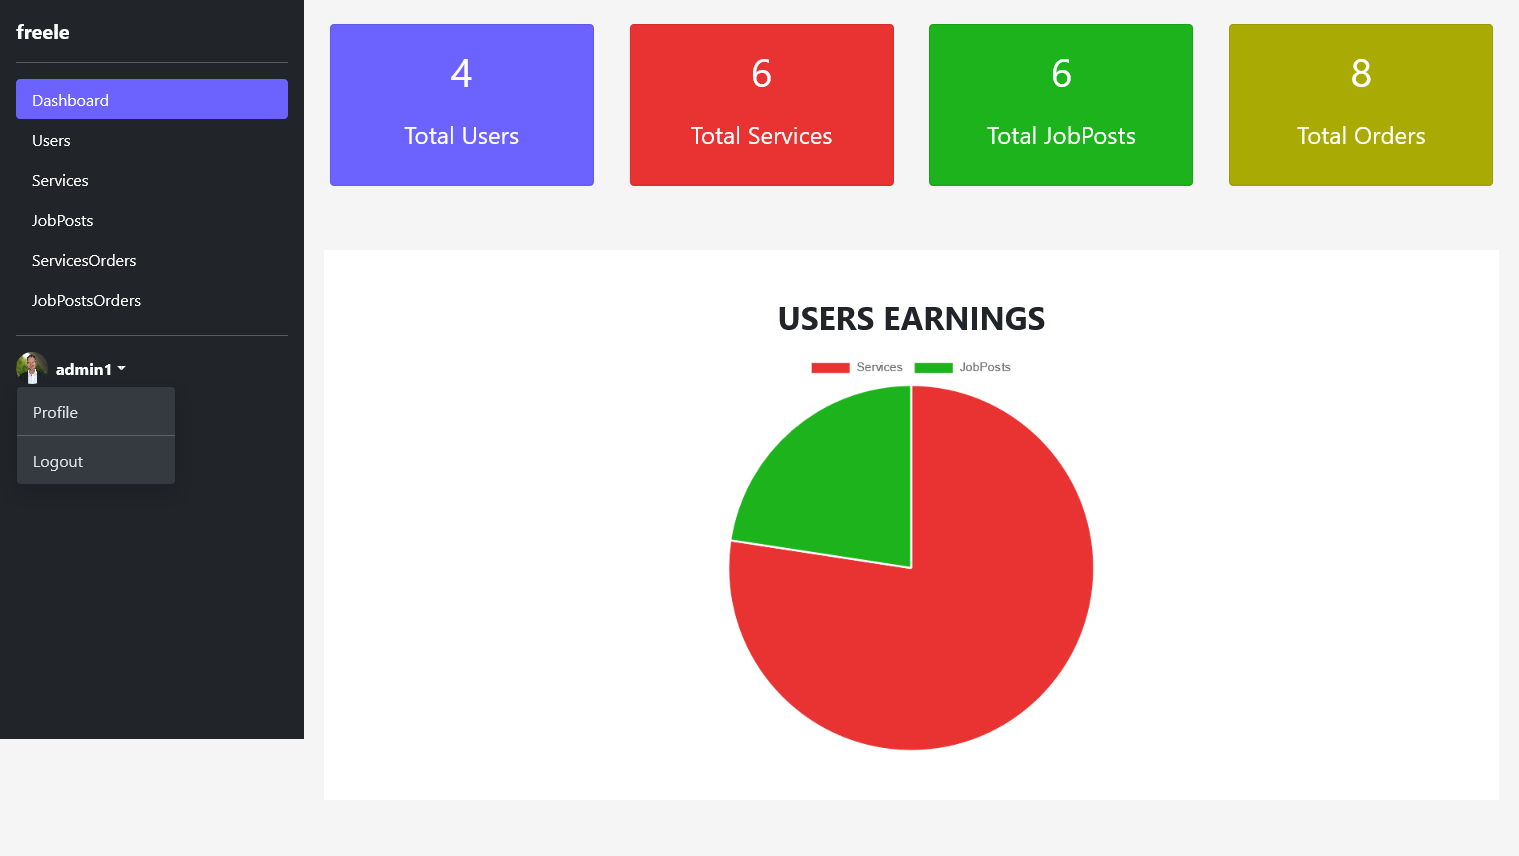 freele
Dashboard
Users
Services
JobPosts
ServicesOrders
JobPostsOrders
admin1
Profile
Logout
4
Total Users
6
Total Services
6
Total JobPosts
8
Total Orders
USERS EARNINGS
Services JobPosts